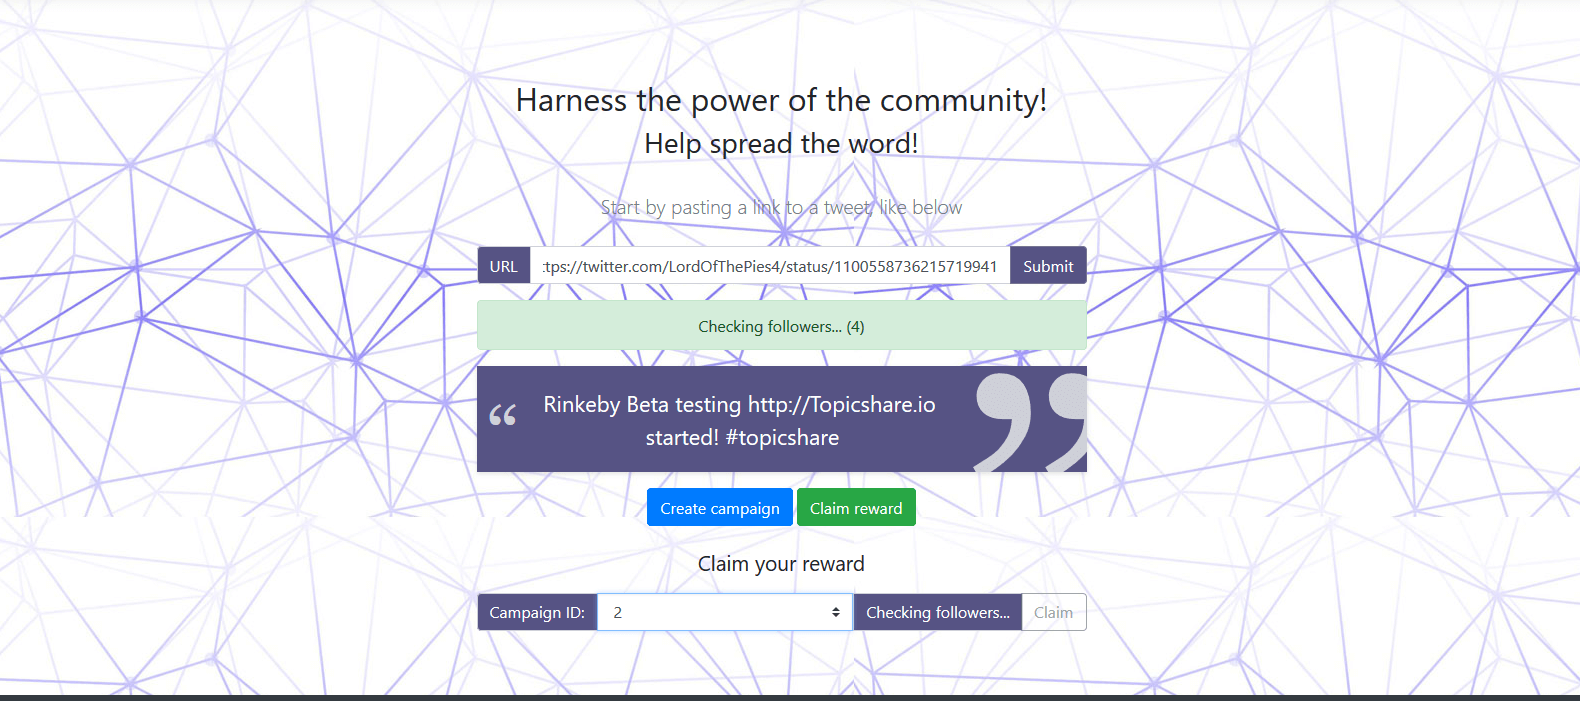 Harness the power of the community!
Help spread the word!
Start by pasting a link to a tweet, like below
URL ttps://twitter.com/LordOfThePies4/status/1100558736215719941 Submit
Checking followers... (4)
“ Rinkeby Beta testing http://Topicshare.io ”
started! #topicshare
Create campaign Claim reward
Claim your reward
Campaign ID: 2 Checking followers... Claim